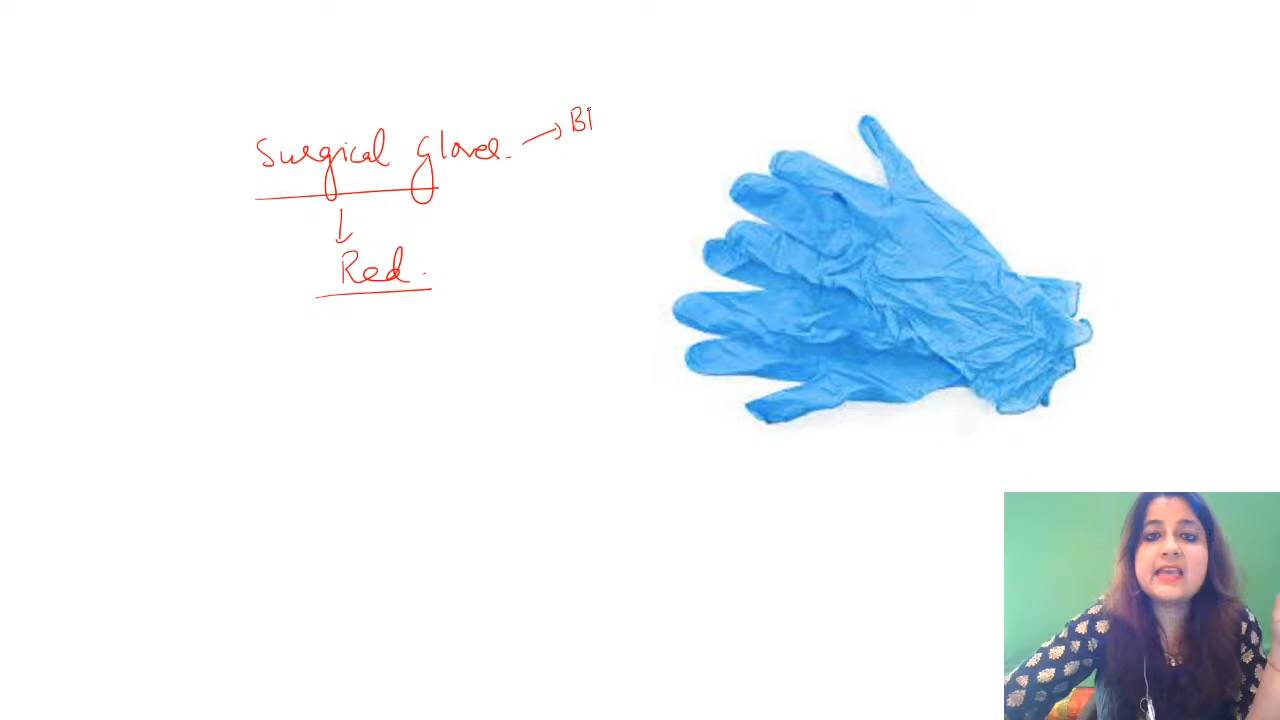 Surgical Gloves. → Bl
↓
Red.